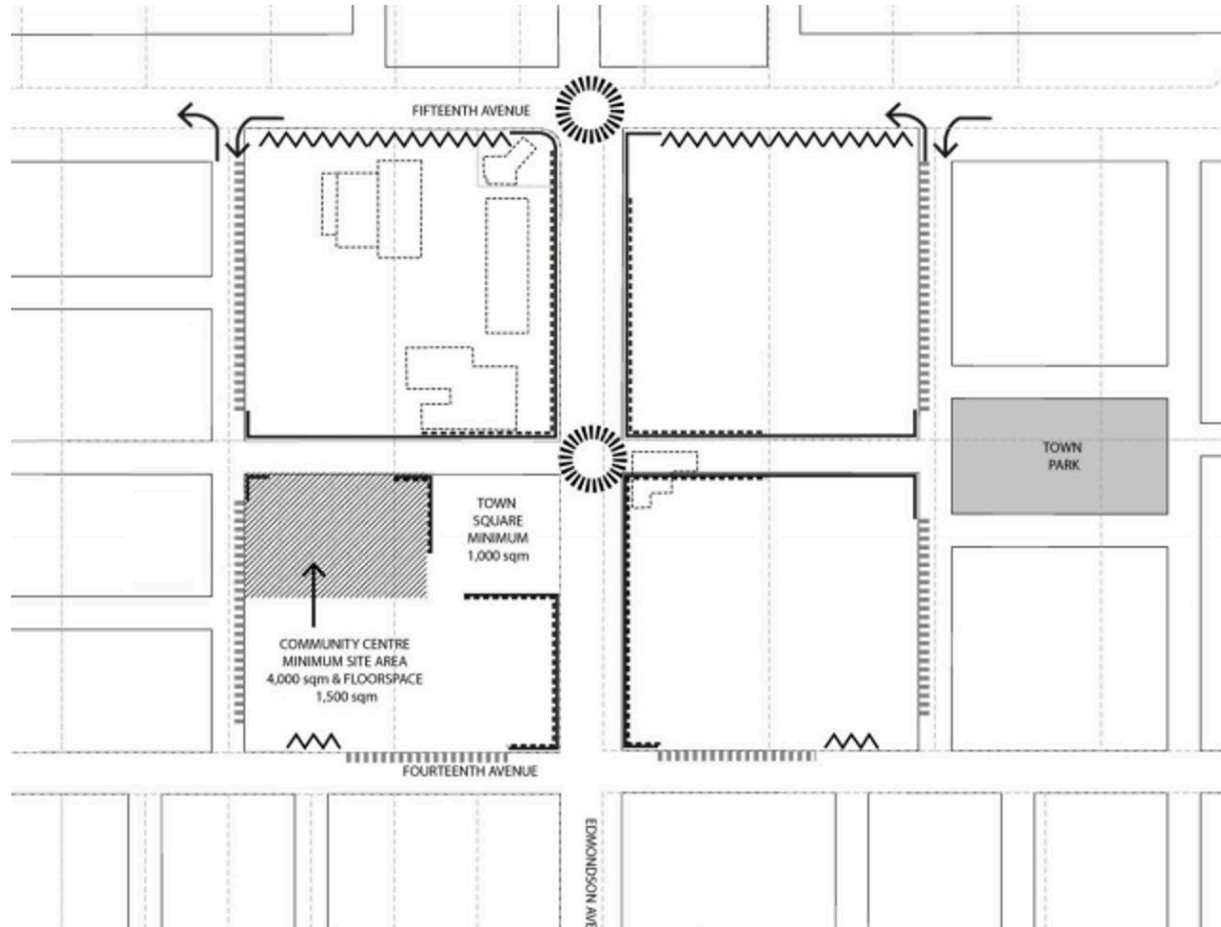 FIFTEENTH AVENUE
TOWN
PARK
TOWN
SQUARE
MINIMUM
1,000 sqm
COMMUNITY CENTRE
MINIMUM SITE AREA
4,000 sqm & FLOORSPACE
1,500 sqm
FOURTEENTH AVENUE
EDMONDSON AVE